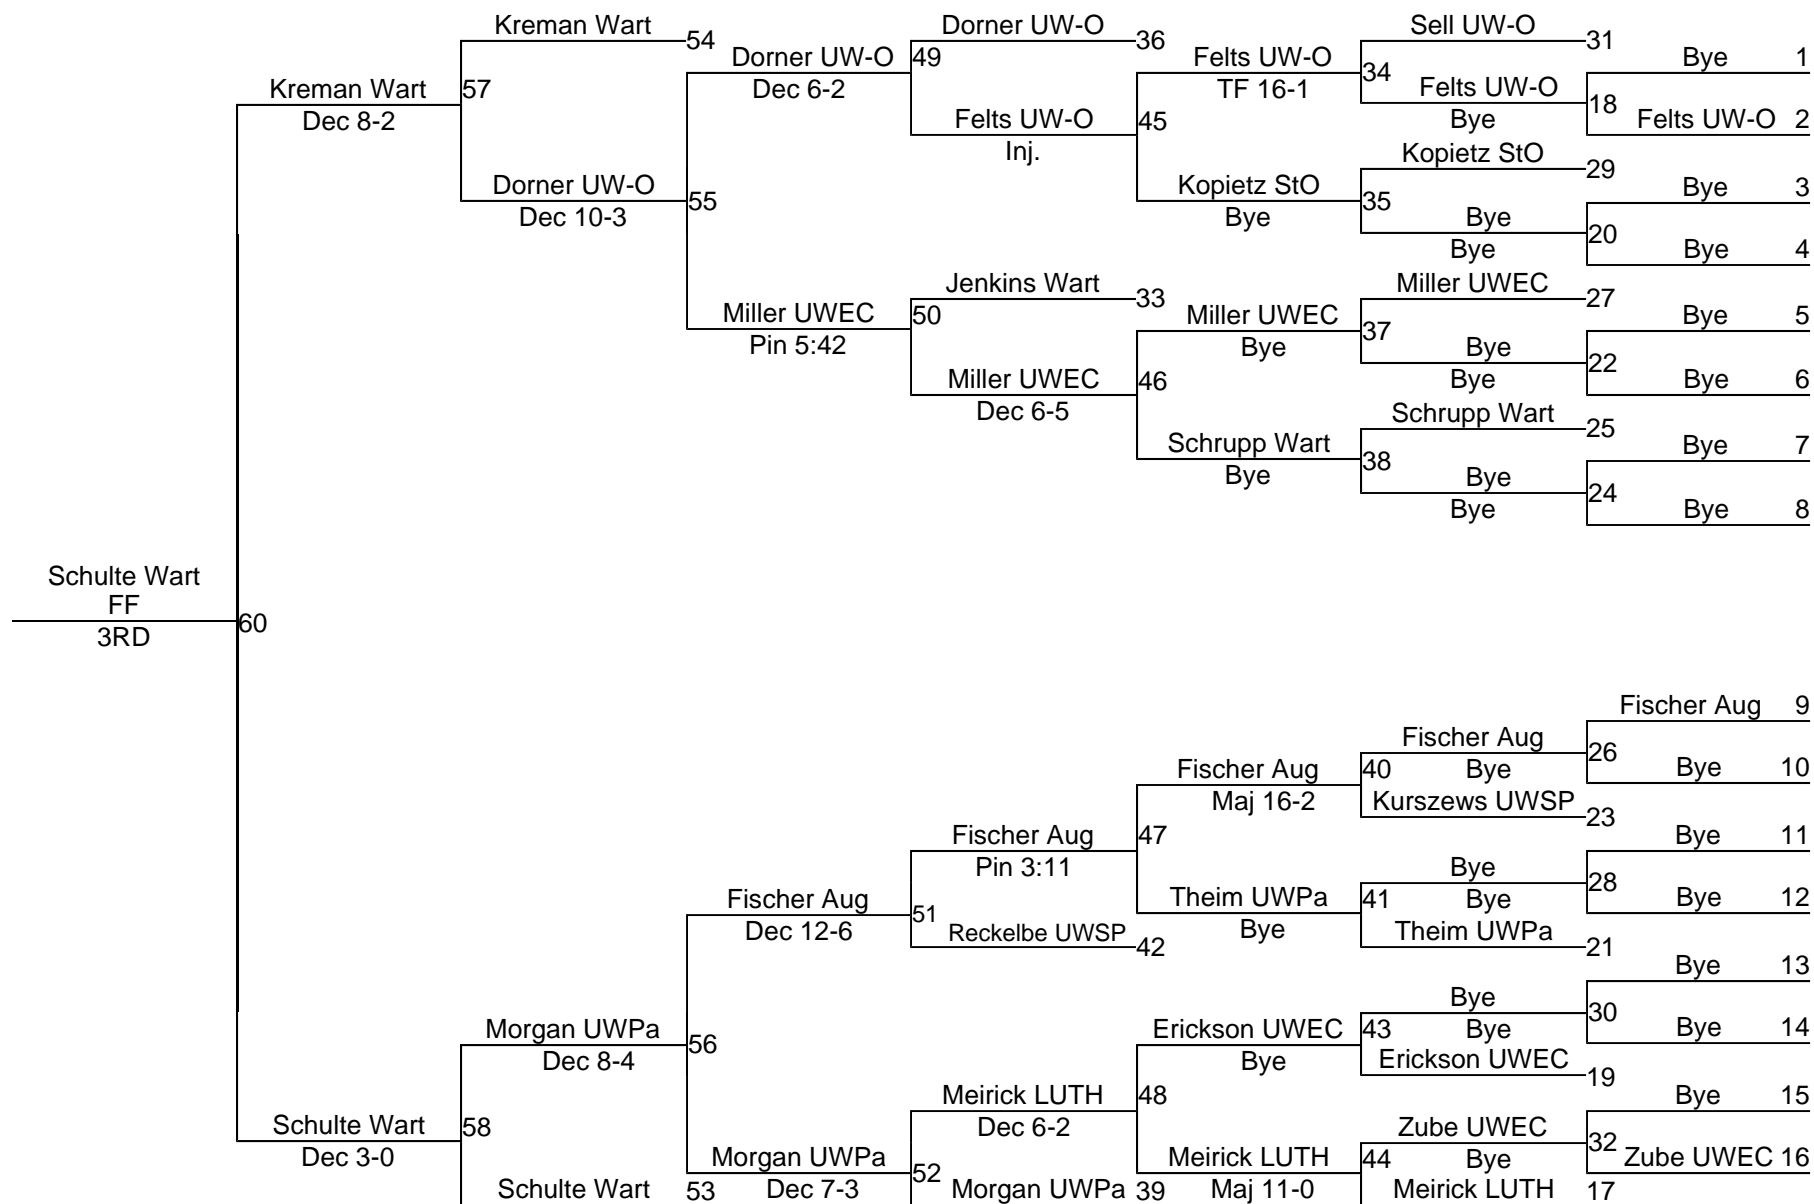 Kreman Wart 54 Dorner UW-O 36 Sell UW-O 31
Dorner UW-O 49 Felts UW-O Bye 1
Kreman Wart 57 Dec 6-2 TF 16-1 34 Felts UW-O
Dec 8-2 Felts UW-O 45 Bye 18 Felts UW-O 2
Inj. Kopietz StO 29
Dorner UW-O 55 Kopietz StO 35 Bye 3
Dec 10-3 Bye Bye 20
Bye Bye 4
Jenkins Wart 33 Miller UWEC 27
Miller UWEC 50 Miller UWEC 37 Bye 5
Pin 5:42 Bye Bye 22
Miller UWEC 46 Bye Bye 6
Dec 6-5 Schrupp Wart 25
Schrupp Wart 38 Bye 7
Bye Bye 24
Bye Bye 8
Schulte Wart
FF
3RD
60
Fischer Aug 9
Fischer Aug 26
Fischer Aug 40 Bye Bye 10
Maj 16-2 Kurszews UWSP 23
Fischer Aug 47 Bye 11
Pin 3:11 Bye 28
Fischer Aug 51 Theim UWPa 41 Bye Bye 12
Dec 12-6 Reckelbe UWSP 42 Bye Theim UWPa 21
Bye 13
Bye 30
Morgan UWPa 56 Erickson UWEC 43 Bye Bye 14
Dec 8-4 Bye Erickson UWEC 19
Meirick LUTH 48 Bye 15
Schulte Wart 58 Dec 6-2 Zube UWEC 32
Dec 3-0 Morgan UWPa 52 Meirick LUTH 44 Bye Zube UWEC 16
Schulte Wart 53 Dec 7-3 Morgan UWPa 39 Maj 11-0 Meirick LUTH 17